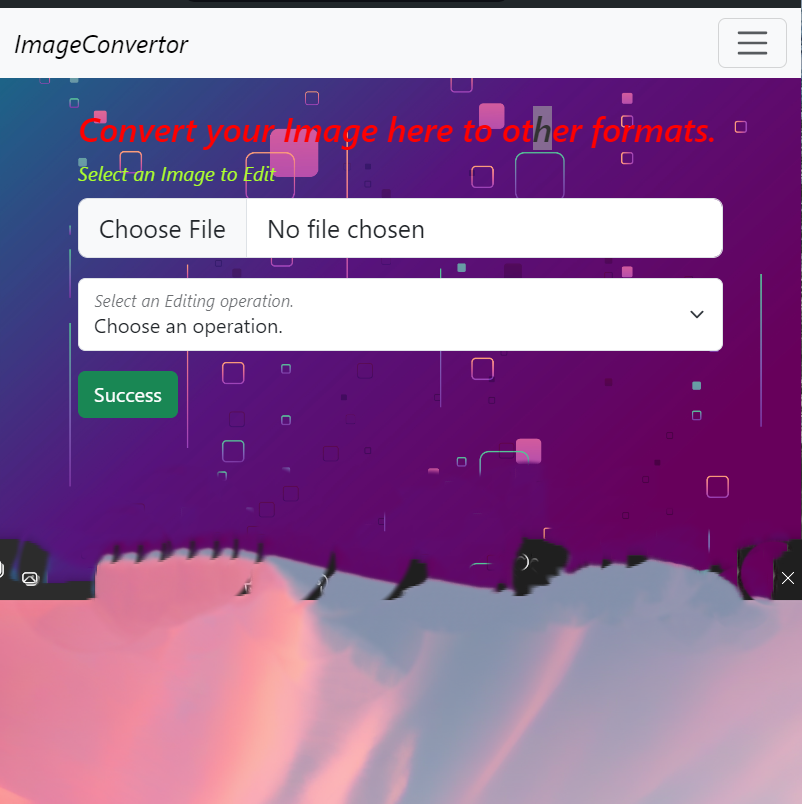 ImageConvertor
Convert your Image here to other formats.
Select an Image to Edit
Choose File No file chosen
Select an Editing operation.
Choose an operation.
Success